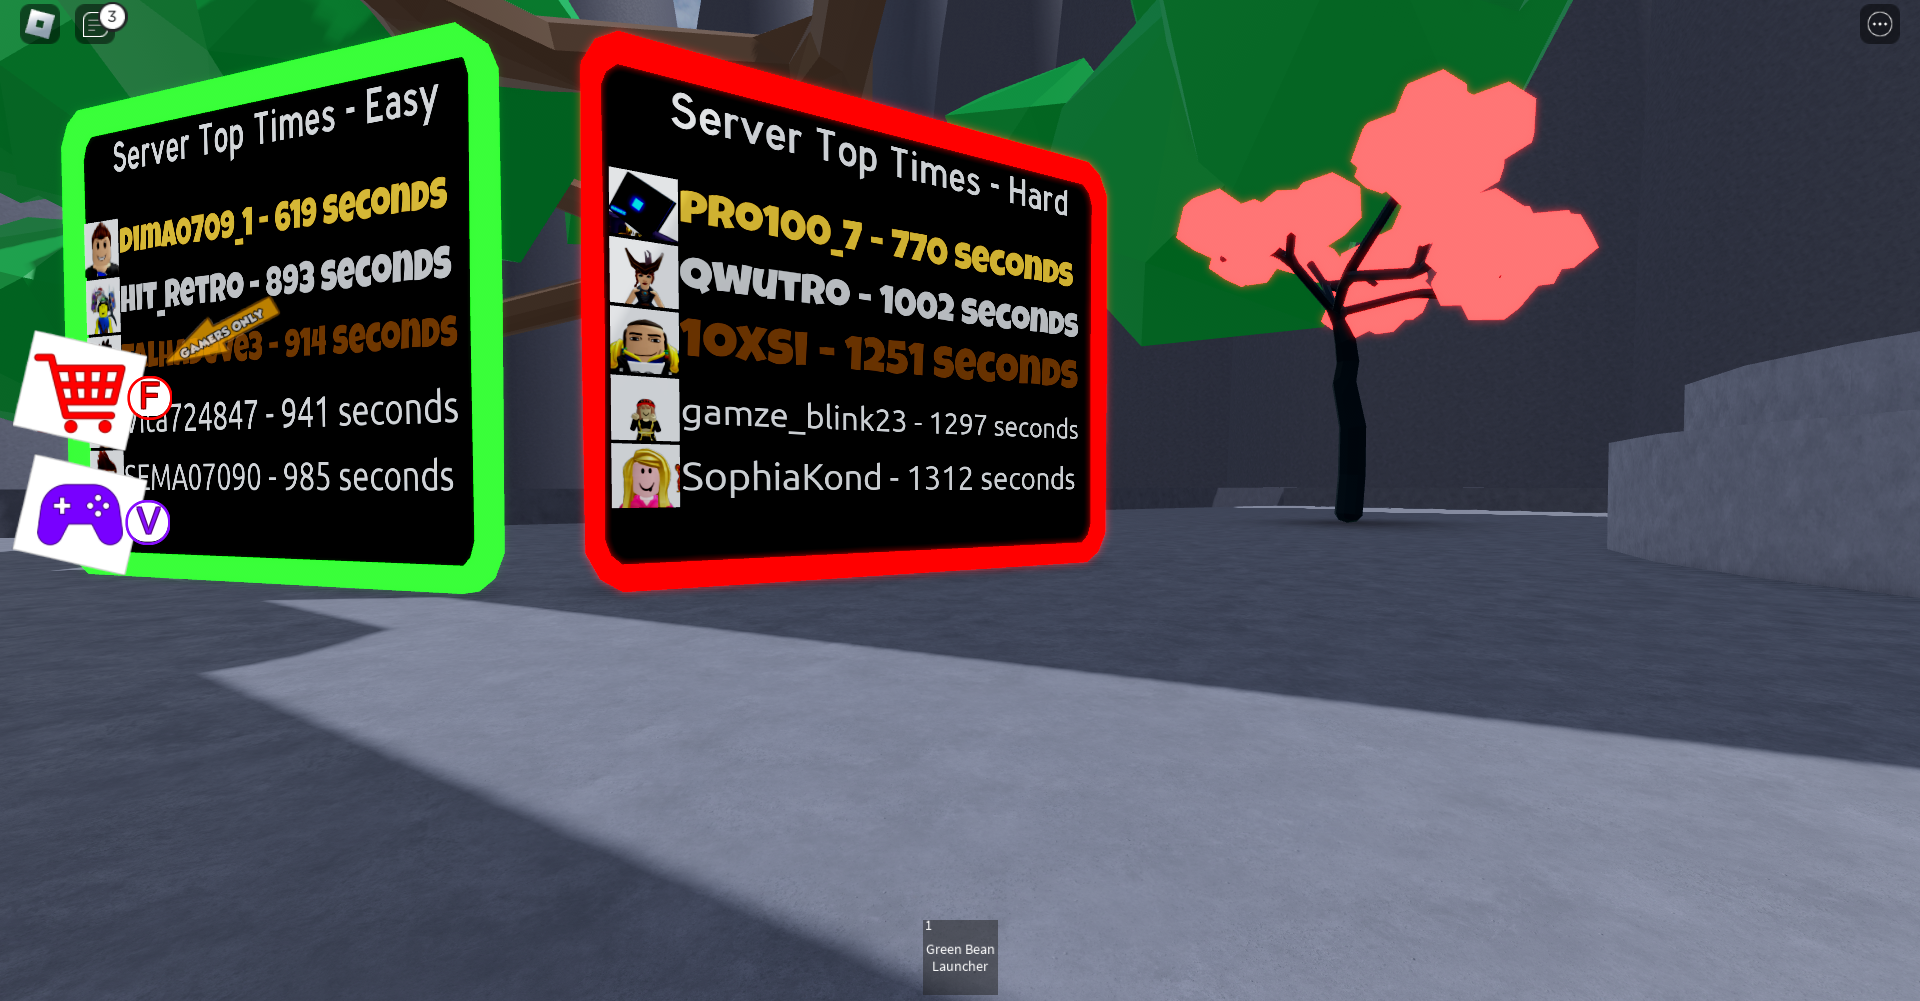 3
Server Top Times - Easy
DIMA0709_1 - 619 seconds
HIT_RETRO - 893 seconds
GAMERS ONLY
- 914 seconds
F
- 941 seconds
SEMA07090 - 985 seconds
V
Server Top Times - Hard
PRO100_7 - 770 seconds
QWUTRO - 1002 seconds
10XSI - 1251 seconds
gamze_blink23 - 1297 seconds
SophiaKond - 1312 seconds
1
Green Bean
Launcher